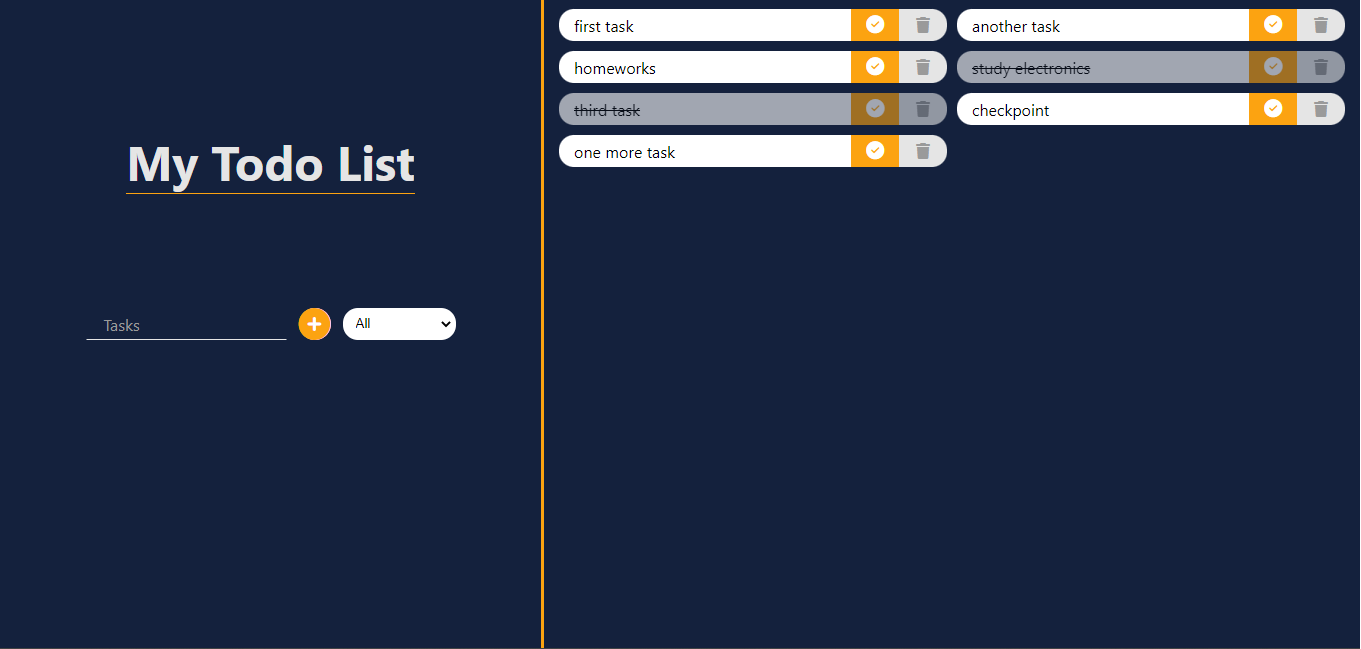 My Todo List
Tasks
All
first task
another task
homeworks
study electronics
third task
checkpoint
one more task